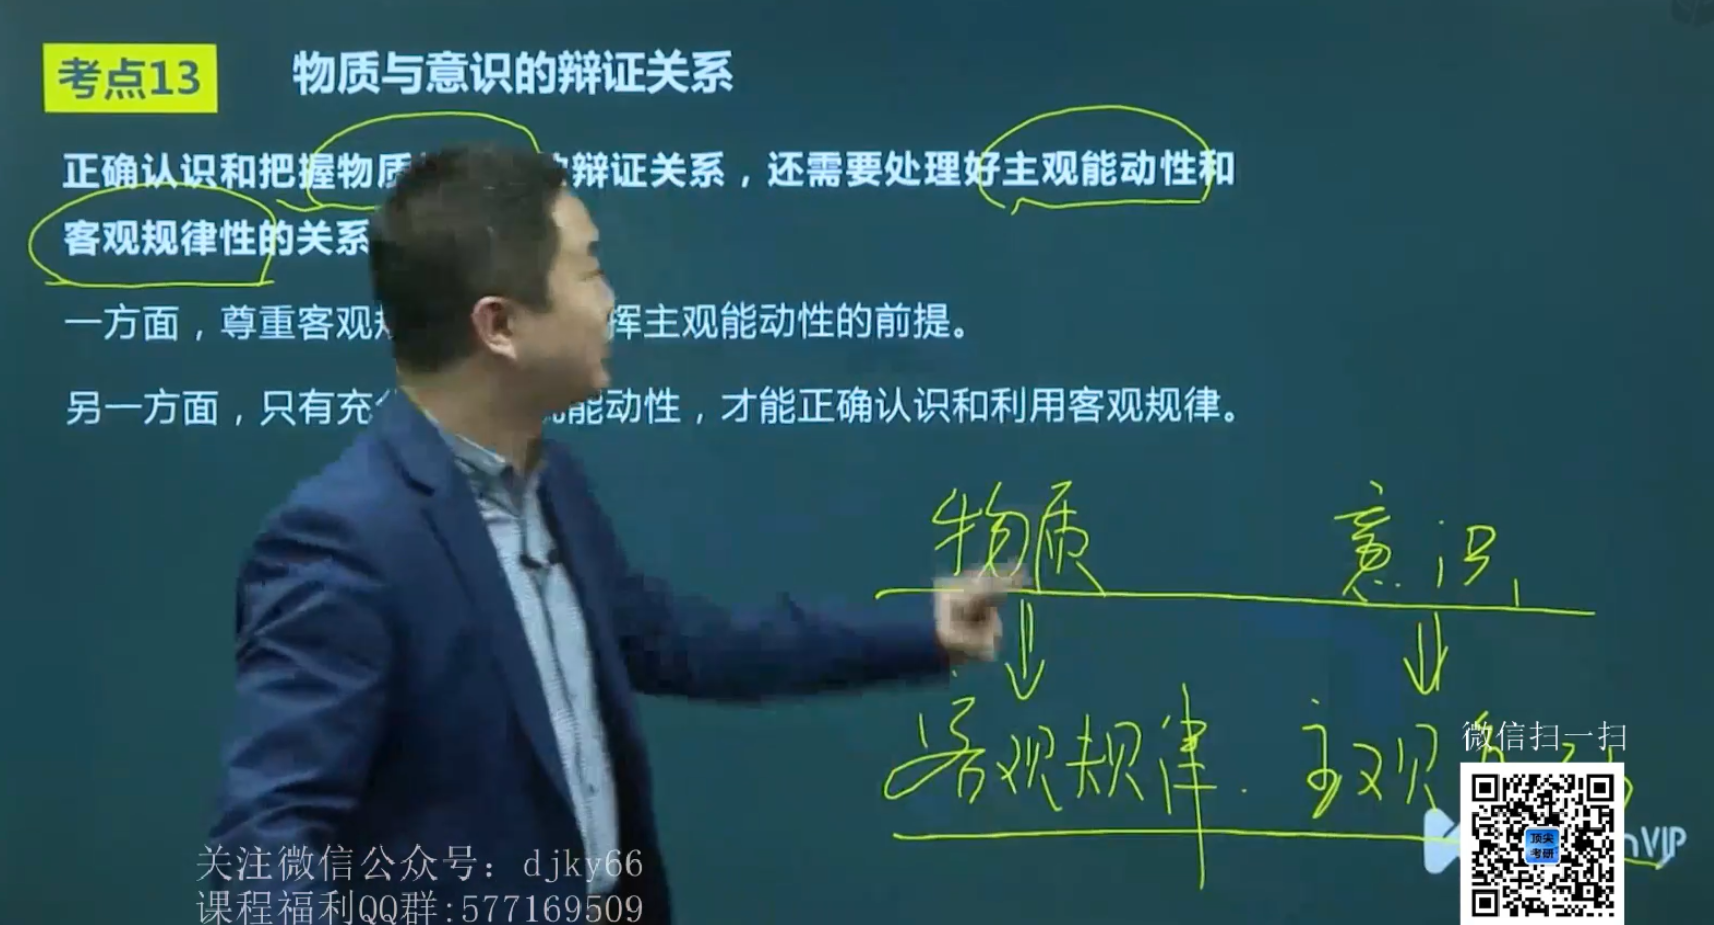 考点13 物质与意识的辩证关系
正确认识和把握物质 辩证关系，还需要处理好主观能动性和
客观规律性的关系
一方面，尊重客观 挥主观能动性的前提。
另一方面，只有充 能动性，才能正确认识和利用客观规律。
物质 意识
客观规律 主观
微信扫一扫
顶尖
考研
VIP
关注微信公众号：djky66
课程福利QQ群:577169509